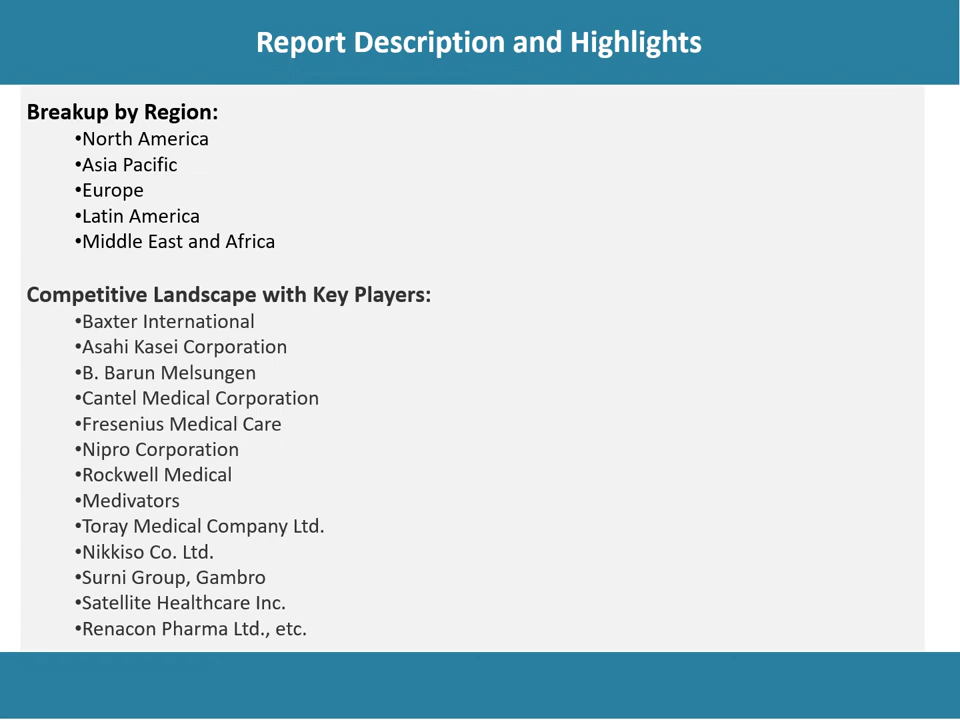 Report Description and Highlights
Breakup by Region:
•North America
•Asia Pacific
•Europe
•Latin America
•Middle East and Africa
Competitive Landscape with Key Players:
•Baxter International
•Asahi Kasei Corporation
•B. Barun Melsungen
•Cantel Medical Corporation
•Fresenius Medical Care
•Nipro Corporation
•Rockwell Medical
•Medivators
•Toray Medical Company Ltd.
•Nikkiso Co. Ltd.
•Surni Group, Gambro
•Satellite Healthcare Inc.
•Renacon Pharma Ltd., etc.